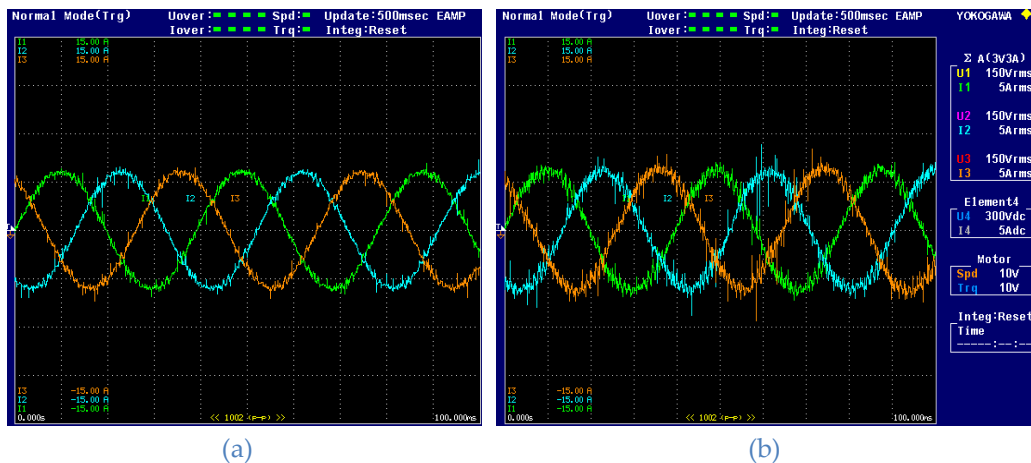 Normal Mode(Trg) Uover: Spd: Update:500msec EAMP
Iover: Trq: Integ:Reset
I1 15.00 A
I2 15.00 A
I3 15.00 A
I1 I2 I3
I3 -15.00 A
I2 -15.00 A
I1 -15.00 A
0.000s << 1002 (p-p) >> 100.000ms
(a)
Normal Mode(Trg) Uover: Spd: Update:500msec EAMP YOKOGAWA
Iover: Trq: Integ:Reset
I1 15.00 A
I2 15.00 A
I3 15.00 A
I1 I2 I3
I3 -15.00 A
I2 -15.00 A
I1 -15.00 A
0.000s << 1002 (p-p) >> 100.000ms
Σ A(3V3A)
U1 150Vrms
I1 5Arms
U2 150Vrms
I2 5Arms
U3 150Vrms
I3 5Arms
Element4
U4 300Vdc
I4 5Adc
Motor
Spd 10V
Trq 10V
Integ:Reset
Time
-----:--:--
(b)